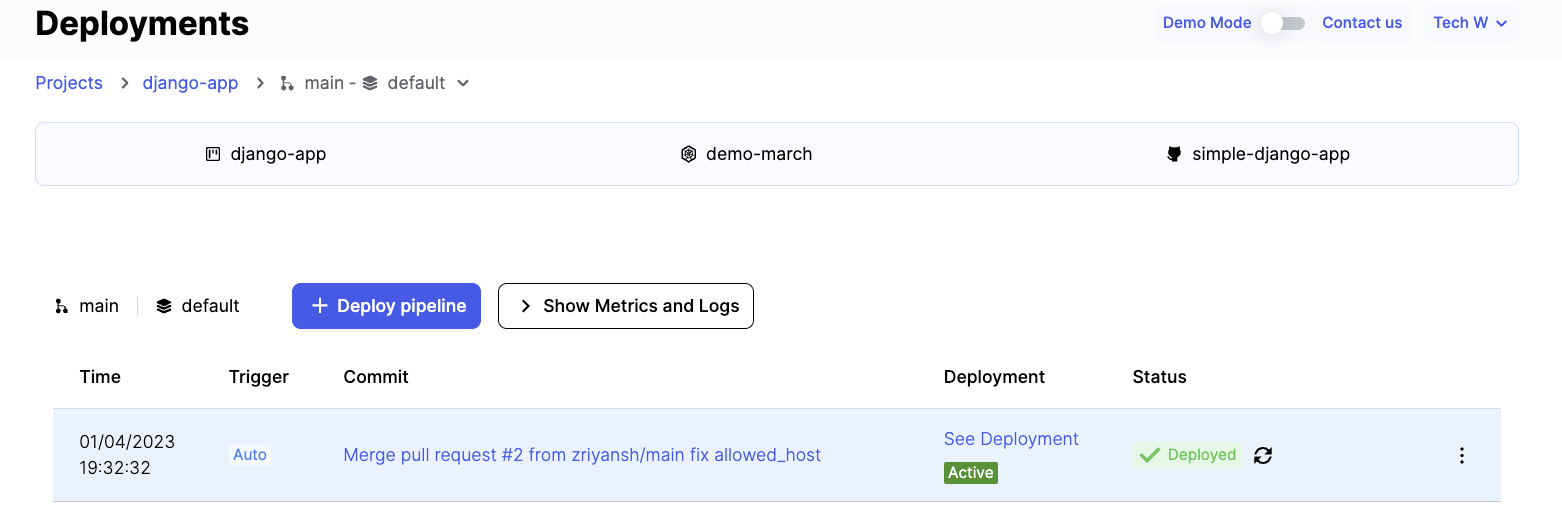 Deployments
Demo Mode
Contact us
Tech W
Projects > django-app > main - default
django-app
demo-march
simple-django-app
main
default
+ Deploy pipeline
> Show Metrics and Logs
Time Trigger Commit Deployment Status
01/04/2023
19:32:32
Auto
Merge pull request #2 from zriyansh/main fix allowed_host
See Deployment
Active
Deployed